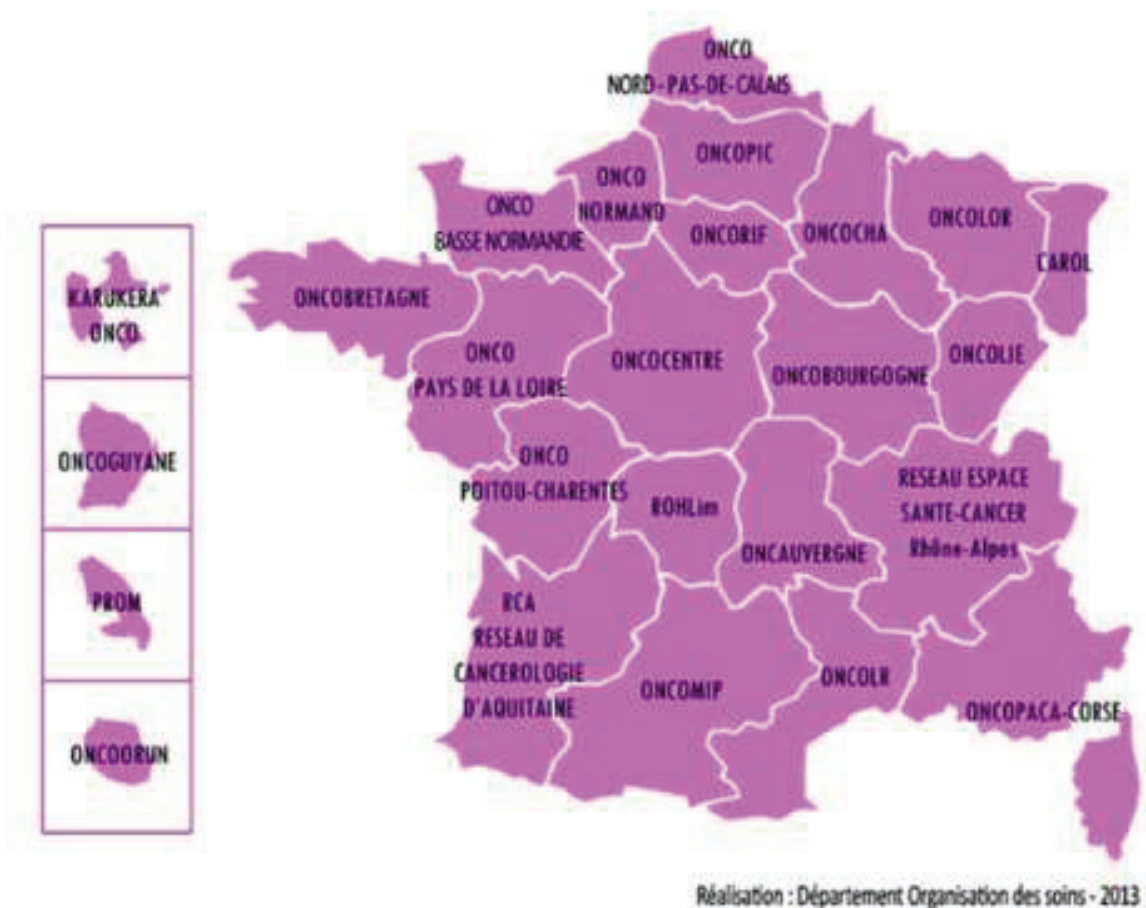 ONCO
NORD-PAS-DE-CALAIS
ONCOPIC
ONCO
NORMAND
ONCO
BASSE NORMANDIE
ONCORIF
ONCOCHA
ONCOLOR
CAROL
ONCOBRETAGNE
ONCO
PAYS DE LA LOIRE
ONCOCENTRE
ONCOBOURGOGNE
ONCOLIE
ONCO
POITOU-CHARENTES
ROHLim
ONCAUVERGNE
RESEAU ESPACE
SANTE-CANCER
Rhône-Alpes
RCA
RESEAU DE
CANCEROLOGIE
D'AQUITAINE
ONCOMIP
ONCOLR
ONCOPACA-CORSE
KARUKERA
ONCO
ONCOGUYANE
PROM
ONCOORUN
Réalisation : Département Organisation des soins - 2013